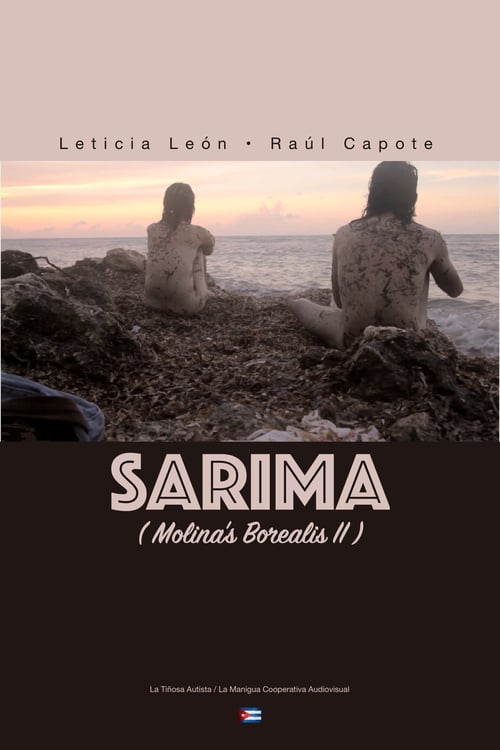 Leticia León • Raúl Capote
SARIMA
( Molina's Borealis II )
La Tiñosa Autista / La Manigua Cooperativa Audiovisual